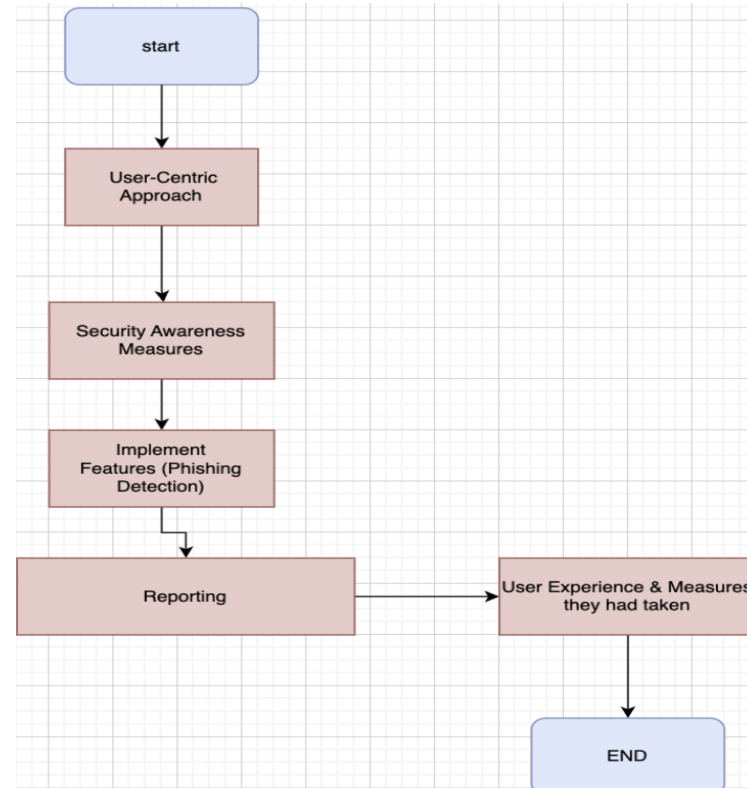 start
User-Centric
Approach
Security Awareness
Measures
Implement
Features (Phishing
Detection)
Reporting
User Experience & Measures
they had taken
END